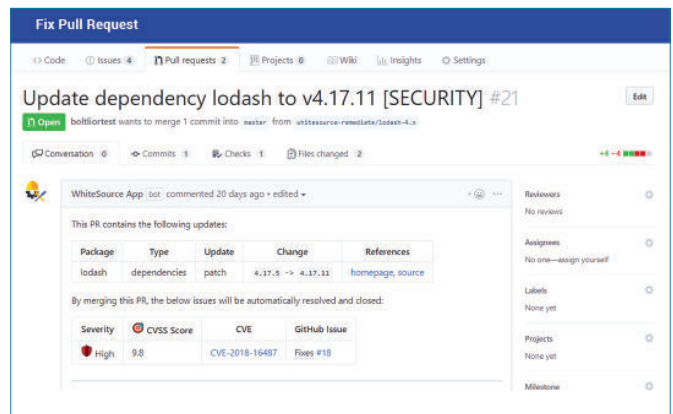 Fix Pull Request
Code Issues 4 Pull requests 2 Projects 0 Wiki Insights Settings
Update dependency lodash to v4.17.11 [SECURITY] #21
Edit
Open boltliortest wants to merge 1 commit into master from whitesource-remediate/lodash-4.x
Conversation 0 Commits 1 Checks 1 Files changed 2 +4 −4
WhiteSource App bot commented 20 days ago • edited
This PR contains the following updates:
Package Type Update Change References
lodash dependencies patch 4.17.5 -> 4.17.11 homepage, source
By merging this PR, the below issues will be automatically resolved and closed:
Severity CVSS Score CVE GitHub Issue
High 9.8 CVE-2018-16487 Fixes #18
Reviewers
No reviews
Assignees
No one—assign yourself
Labels
None yet
Projects
None yet
Milestone